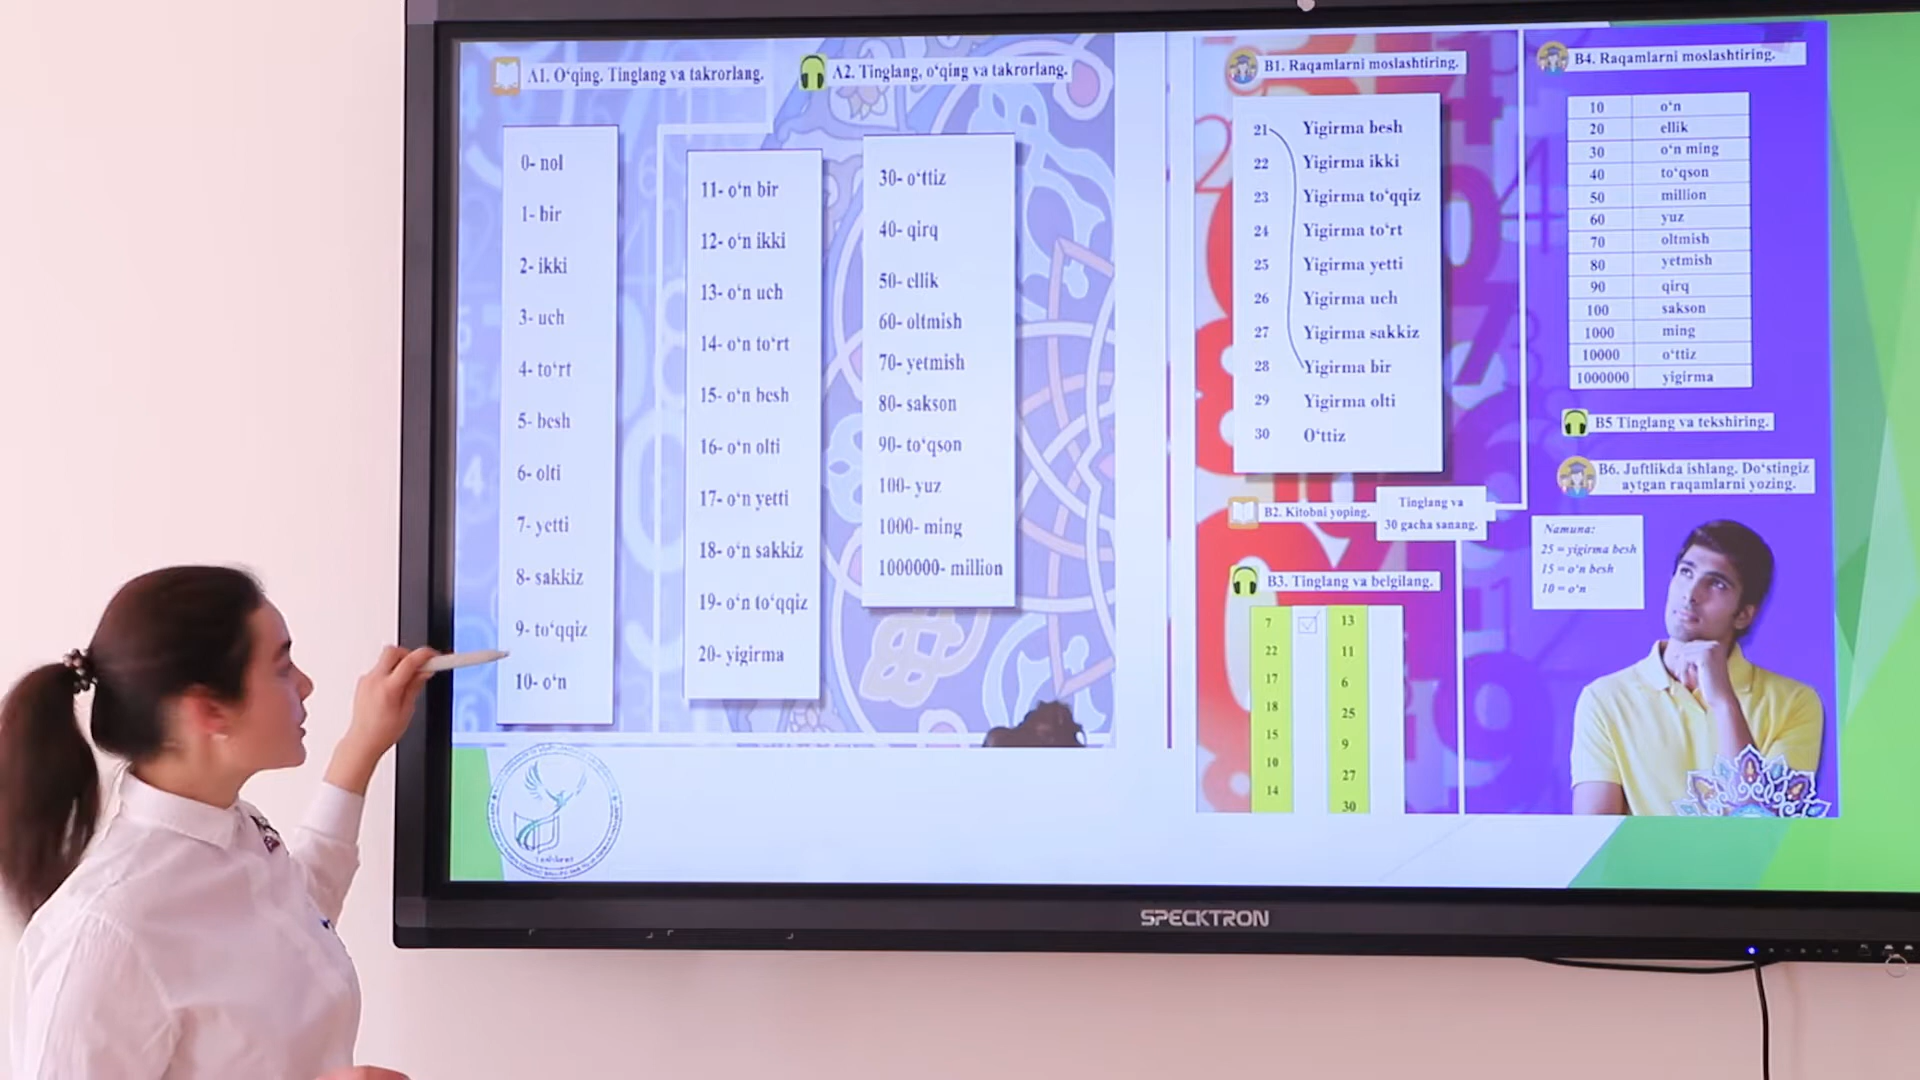 A1. O‘qing. Tinglang va takrorlang.
0- nol
1- bir
2- ikki
3- uch
4- to‘rt
5- besh
6- olti
7- yetti
8- sakkiz
9- to‘qqiz
10- o‘n
11- o‘n bir
12- o‘n ikki
13- o‘n uch
14- o‘n to‘rt
15- o‘n besh
16- o‘n olti
17- o‘n yetti
18- o‘n sakkiz
19- o‘n to‘qqiz
20- yigirma
A2. Tinglang, o‘qing va takrorlang.
30- o‘ttiz
40- qirq
50- ellik
60- oltmish
70- yetmish
80- sakson
90- to‘qson
100- yuz
1000- ming
1000000- million
B1. Raqamlarni moslashtiring.
21 Yigirma besh
22 Yigirma ikki
23 Yigirma to‘qqiz
24 Yigirma to‘rt
25 Yigirma yetti
26 Yigirma uch
27 Yigirma sakkiz
28 Yigirma bir
29 Yigirma olti
30 O‘ttiz
B2. Kitobni yoping.
Tinglang va
30 gacha sanang.
B3. Tinglang va belgilang.
7 13
22 11
17 6
18 25
15 9
10 27
14 30
B4. Raqamlarni moslashtiring.
10 o‘n
20 ellik
30 o‘n ming
40 to‘qson
50 million
60 yuz
70 oltmish
80 yetmish
90 qirq
100 sakson
1000 ming
10000 o‘ttiz
1000000 yigirma
B5 Tinglang va tekshiring.
B6. Juftlikda ishlang. Do‘stingiz
aytgan raqamlarni yozing.
Namuna:
25 = yigirma besh
15 = o‘n besh
10 = o‘n
SPECKTRON